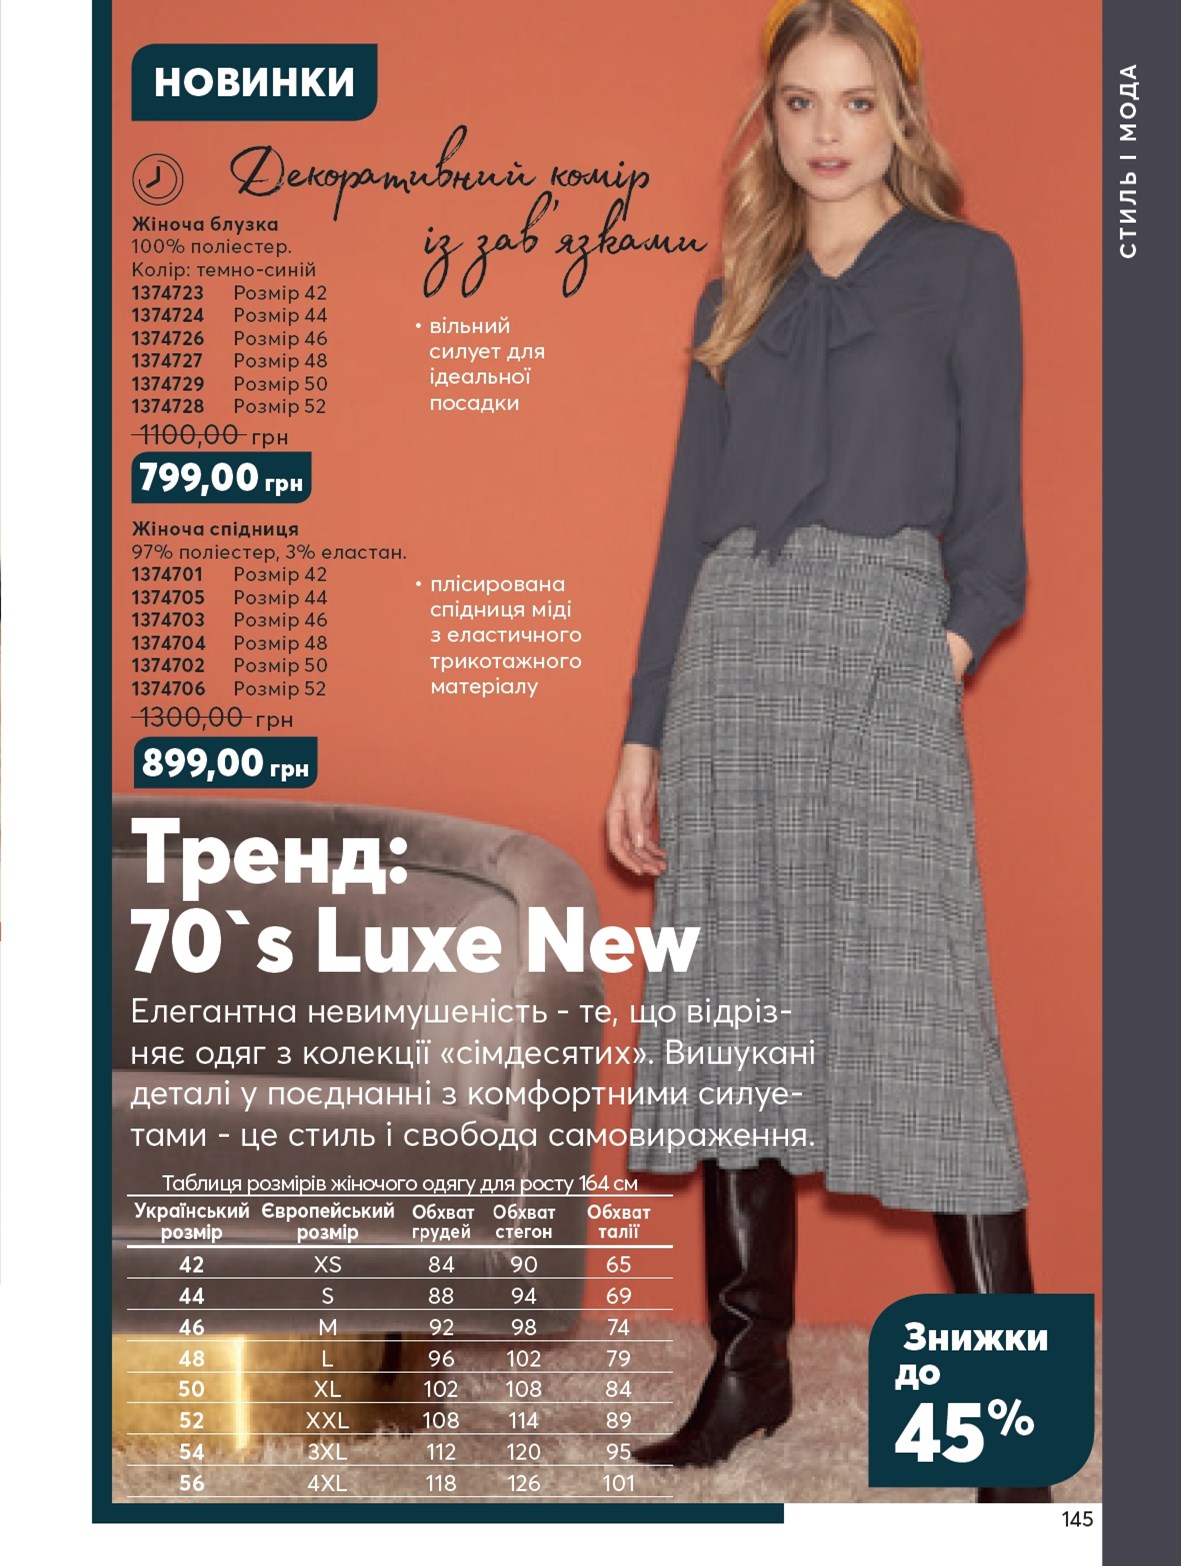 НОВИНКИ
СТИЛЬ І МОДА
Декоративний комір
із зав'язками
Жіноча блузка
100% поліестер.
Колір: темно-синій
1374723 Розмір 42
1374724 Розмір 44
1374726 Розмір 46
1374727 Розмір 48
1374729 Розмір 50
1374728 Розмір 52
1100,00 грн
799,00 грн
• вільний
силует для
ідеальної
посадки
Жіноча спідниця
97% поліестер, 3% еластан.
1374701 Розмір 42
1374705 Розмір 44
1374703 Розмір 46
1374704 Розмір 48
1374702 Розмір 50
1374706 Розмір 52
1300,00 грн
899,00 грн
• плісирована
спідниця міді
з еластичного
трикотажного
матеріалу
Тренд:
70`s Luxe New
Елегантна невимушеність - те, що відріз-
няє одяг з колекції «сімдесятих». Вишукані
деталі у поєднанні з комфортними силуе-
тами - це стиль і свобода самовираження.
Таблиця розмірів жіночого одягу для росту 164 см
Український Європейський Обхват Обхват Обхват
розмір розмір грудей стегон талії
42 XS 84 90 65
44 S 88 94 69
46 M 92 98 74
48 L 96 102 79
50 XL 102 108 84
52 XXL 108 114 89
54 3XL 112 120 95
56 4XL 118 126 101
Знижки
до
45%
145